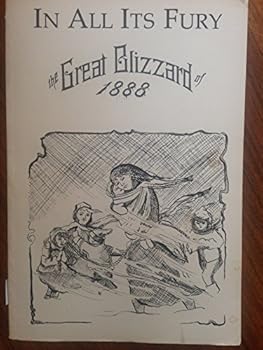 IN ALL ITS FURY
the Great Blizzard of
1888